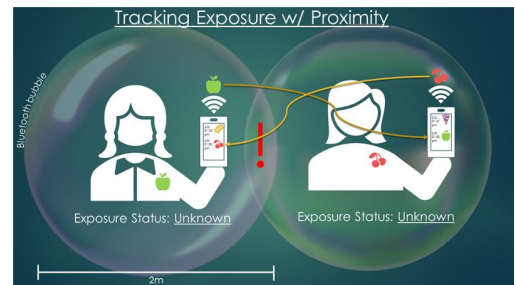 Tracking Exposure w/ Proximity
Bluetooth bubble
!
Exposure Status: Unknown
Exposure Status: Unknown
2m